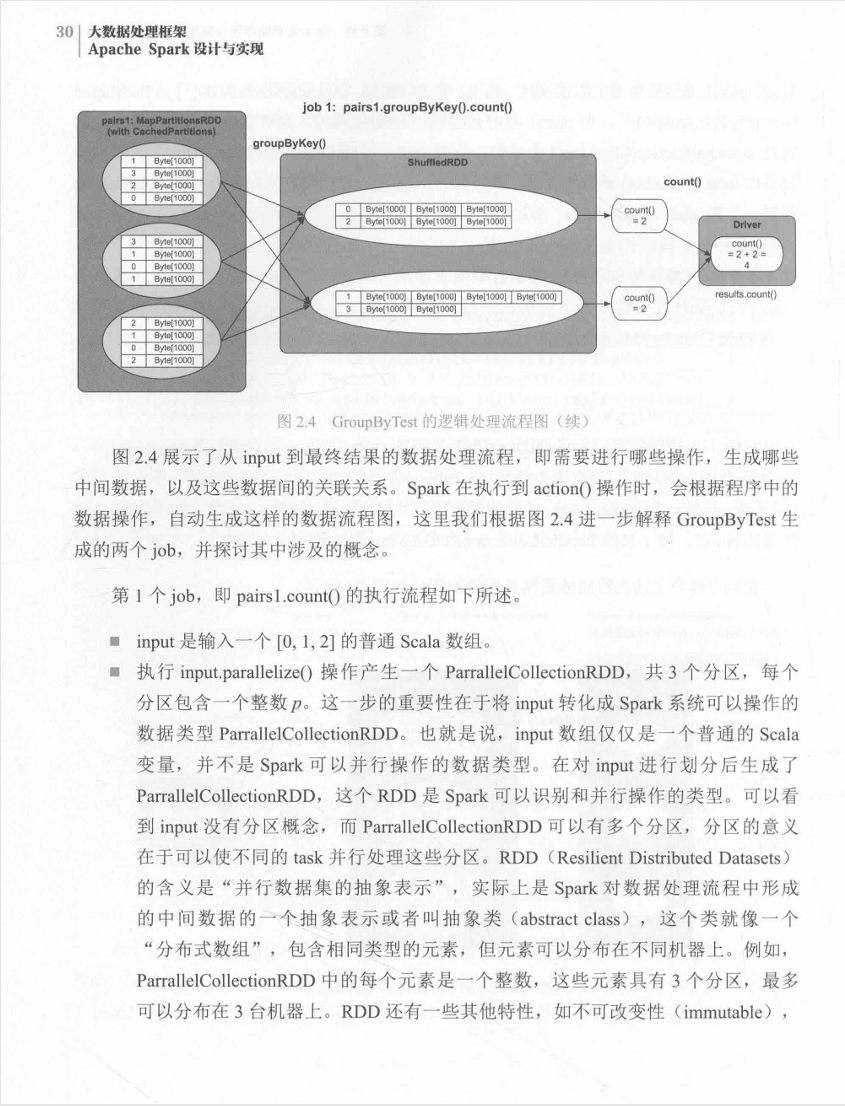 30
大数据处理框架
Apache Spark 设计与实现
job 1: pairs1.groupByKey().count()
pairs1: MapPartitionsRDD
(with CachedPartitions)
1 Byte[1000]
3 Byte[1000]
2 Byte[1000]
0 Byte[1000]
3 Byte[1000]
1 Byte[1000]
0 Byte[1000]
1 Byte[1000]
2 Byte[1000]
1 Byte[1000]
0 Byte[1000]
2 Byte[1000]
groupByKey()
ShuffledRDD
0 Byte[1000] Byte[1000] Byte[1000]
2 Byte[1000] Byte[1000] Byte[1000]
1 Byte[1000] Byte[1000] Byte[1000] Byte[1000]
3 Byte[1000] Byte[1000]
count()
count()
= 2
count()
= 2
Driver
count()
= 2 + 2 =
4
results.count()
图 2.4 GroupByTest 的逻辑处理流程图（续）
图 2.4 展示了从 input 到最终结果的数据处理流程，即需要进行哪些操作，生成哪些
中间数据，以及这些数据间的关联关系。Spark 在执行到 action() 操作时，会根据程序中的
数据操作，自动生成这样的数据流程图，这里我们根据图 2.4 进一步解释 GroupByTest 生
成的两个 job，并探讨其中涉及的概念。
第 1 个 job，即 pairs1.count() 的执行流程如下所述。
■ input 是输入一个 [0, 1, 2] 的普通 Scala 数组。
■ 执行 input.parallelize() 操作产生一个 ParrallelCollectionRDD，共 3 个分区，每个
分区包含一个整数 p。这一步的重要性在于将 input 转化成 Spark 系统可以操作的
数据类型 ParrallelCollectionRDD。也就是说，input 数组仅仅是一个普通的 Scala
变量，并不是 Spark 可以并行操作的数据类型。在对 input 进行划分后生成了
ParrallelCollectionRDD，这个 RDD 是 Spark 可以识别和并行操作的类型。可以看
到 input 没有分区概念，而 ParrallelCollectionRDD 可以有多个分区，分区的意义
在于可以使不同的 task 并行处理这些分区。RDD（Resilient Distributed Datasets）
的含义是“并行数据集的抽象表示”，实际上是 Spark 对数据处理流程中形成
的中间数据的一个抽象表示或者叫抽象类（abstract class），这个类就像一个
“分布式数组”，包含相同类型的元素，但元素可以分布在不同机器上。例如，
ParrallelCollectionRDD 中的每个元素是一个整数，这些元素具有 3 个分区，最多
可以分布在 3 台机器上。RDD 还有一些其他特性，如不可改变性（immutable），